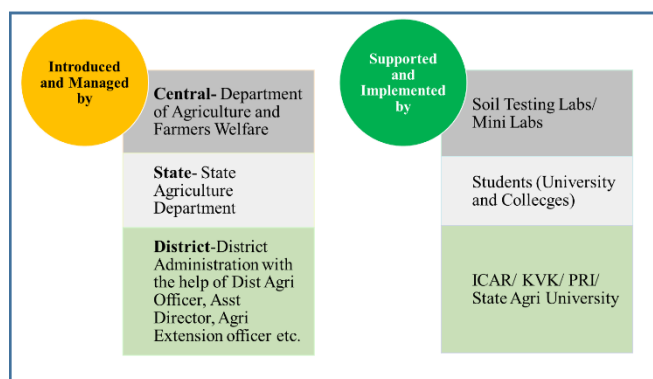 Introduced
and Managed
by
Central- Department
of Agriculture and
Farmers Welfare
State- State
Agriculture
Department
District-District
Administration with
the help of Dist Agri
Officer, Asst
Director, Agri
Extension officer etc.
Supported
and
Implemented
by
Soil Testing Labs/
Mini Labs
Students (University
and Collecges)
ICAR/ KVK/ PRI/
State Agri University